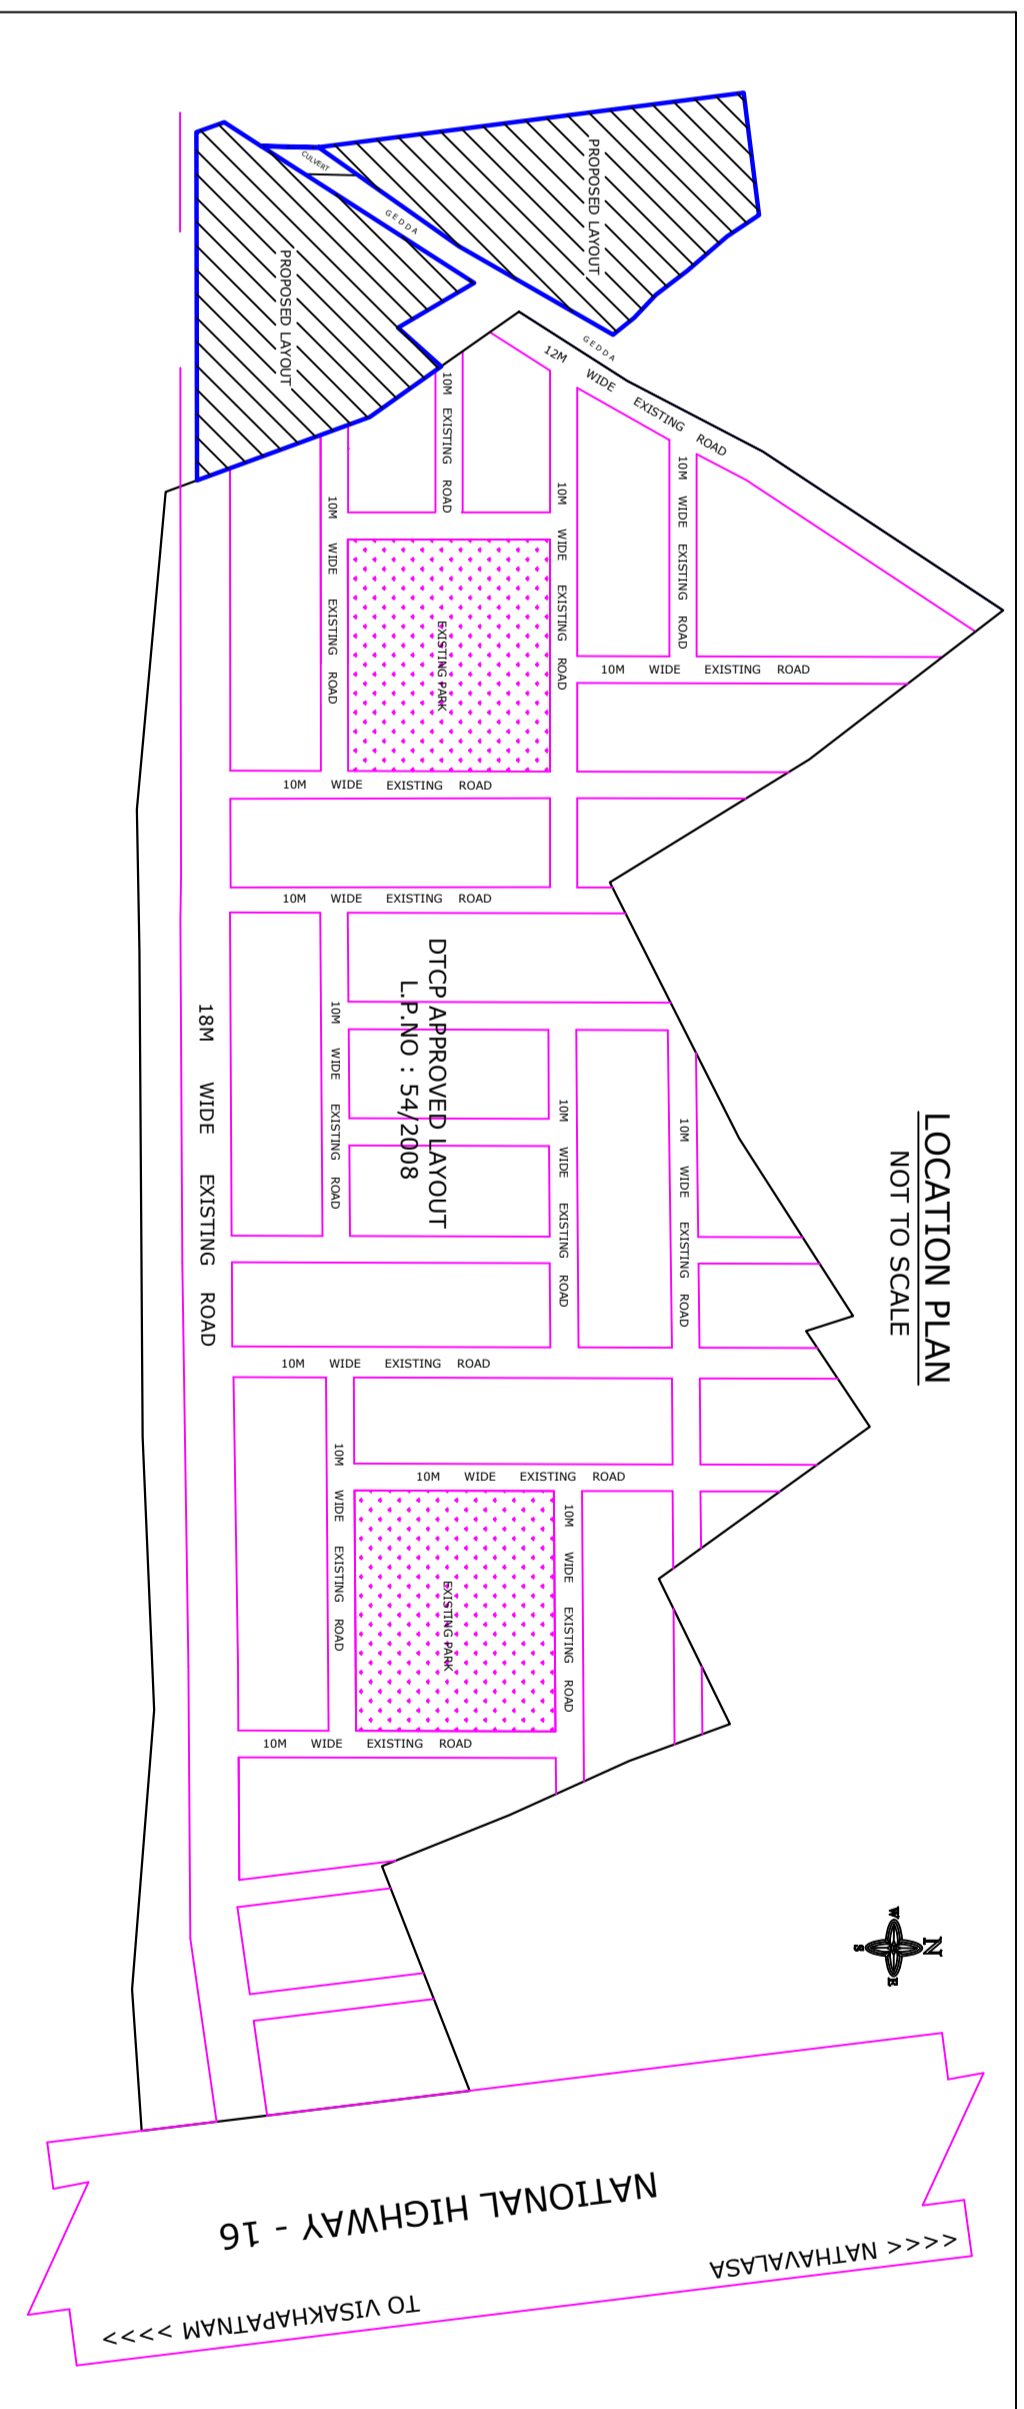 LOCATION PLAN
NOT TO SCALE
N
W
E
S
PROPOSED LAYOUT
PROPOSED LAYOUT
CULVERT
GEDDA
GEDDA
12M WIDE EXISTING ROAD
10M EXISTING ROAD
10M WIDE EXISTING ROAD
10M WIDE EXISTING ROAD
10M WIDE EXISTING ROAD
10M WIDE EXISTING ROAD
EXISTING PARK
10M WIDE EXISTING ROAD
10M WIDE EXISTING ROAD
DTCP APPROVED LAYOUT
L.P.NO : 54/2008
10M WIDE EXISTING ROAD
10M WIDE EXISTING ROAD
10M WIDE EXISTING ROAD
18M WIDE EXISTING ROAD
10M WIDE EXISTING ROAD
10M WIDE EXISTING ROAD
10M WIDE EXISTING ROAD
10M WIDE EXISTING ROAD
EXISTING PARK
10M WIDE EXISTING ROAD
NATIONAL HIGHWAY - 16
<<<< NATHAVALASA
TO VISAKHAPATNAM >>>>